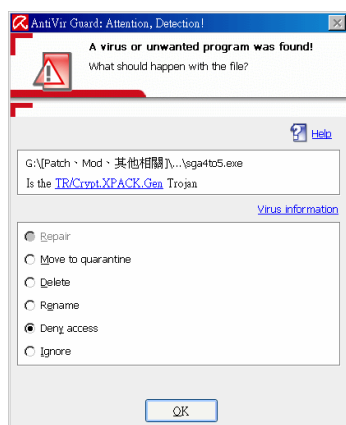 AntiVir Guard: Attention, Detection!
A virus or unwanted program was found!
What should happen with the file?
Help
G:\[Patch、Mod、其他相關]\...\sga4to5.exe
Is the TR/Crypt.XPACK.Gen Trojan
Virus information
Repair
Move to quarantine
Delete
Rename
Deny access
Ignore
OK